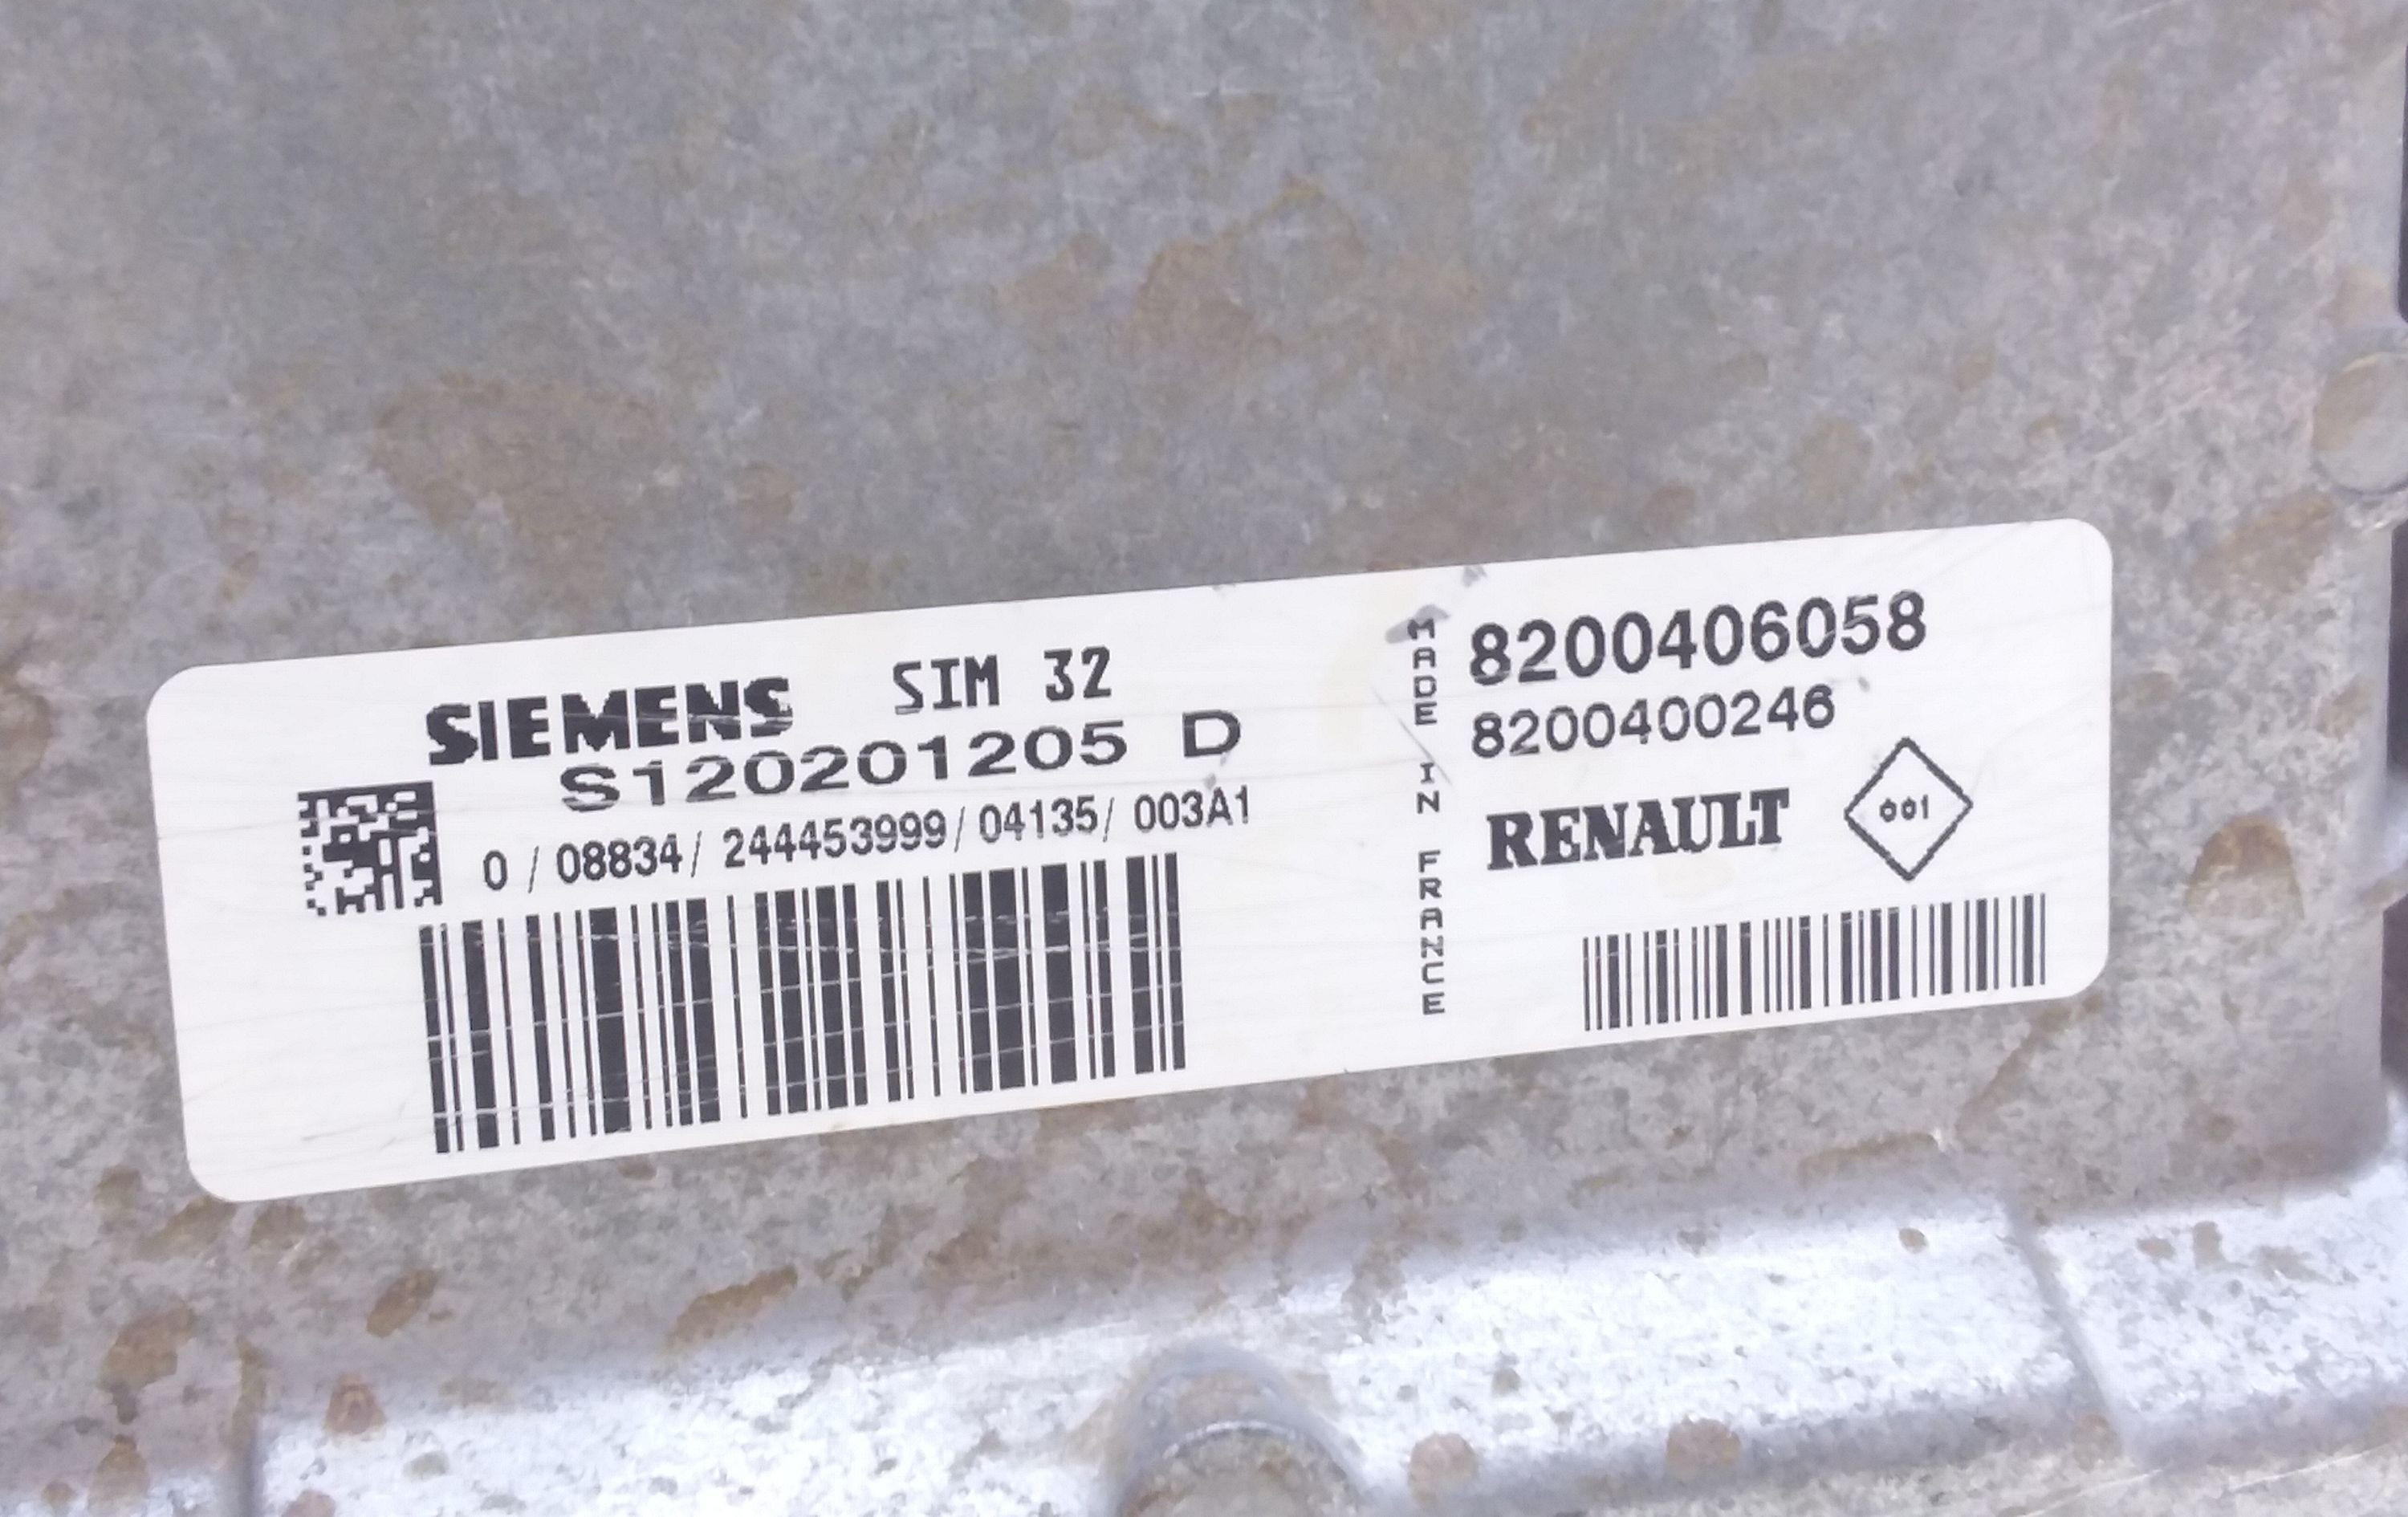 SIEMENS SIM 32
S120201205 D
0 / 08834/ 244453999/ 04135/ 003A1
MADE IN FRANCE
8200406058
8200400246
RENAULT 001